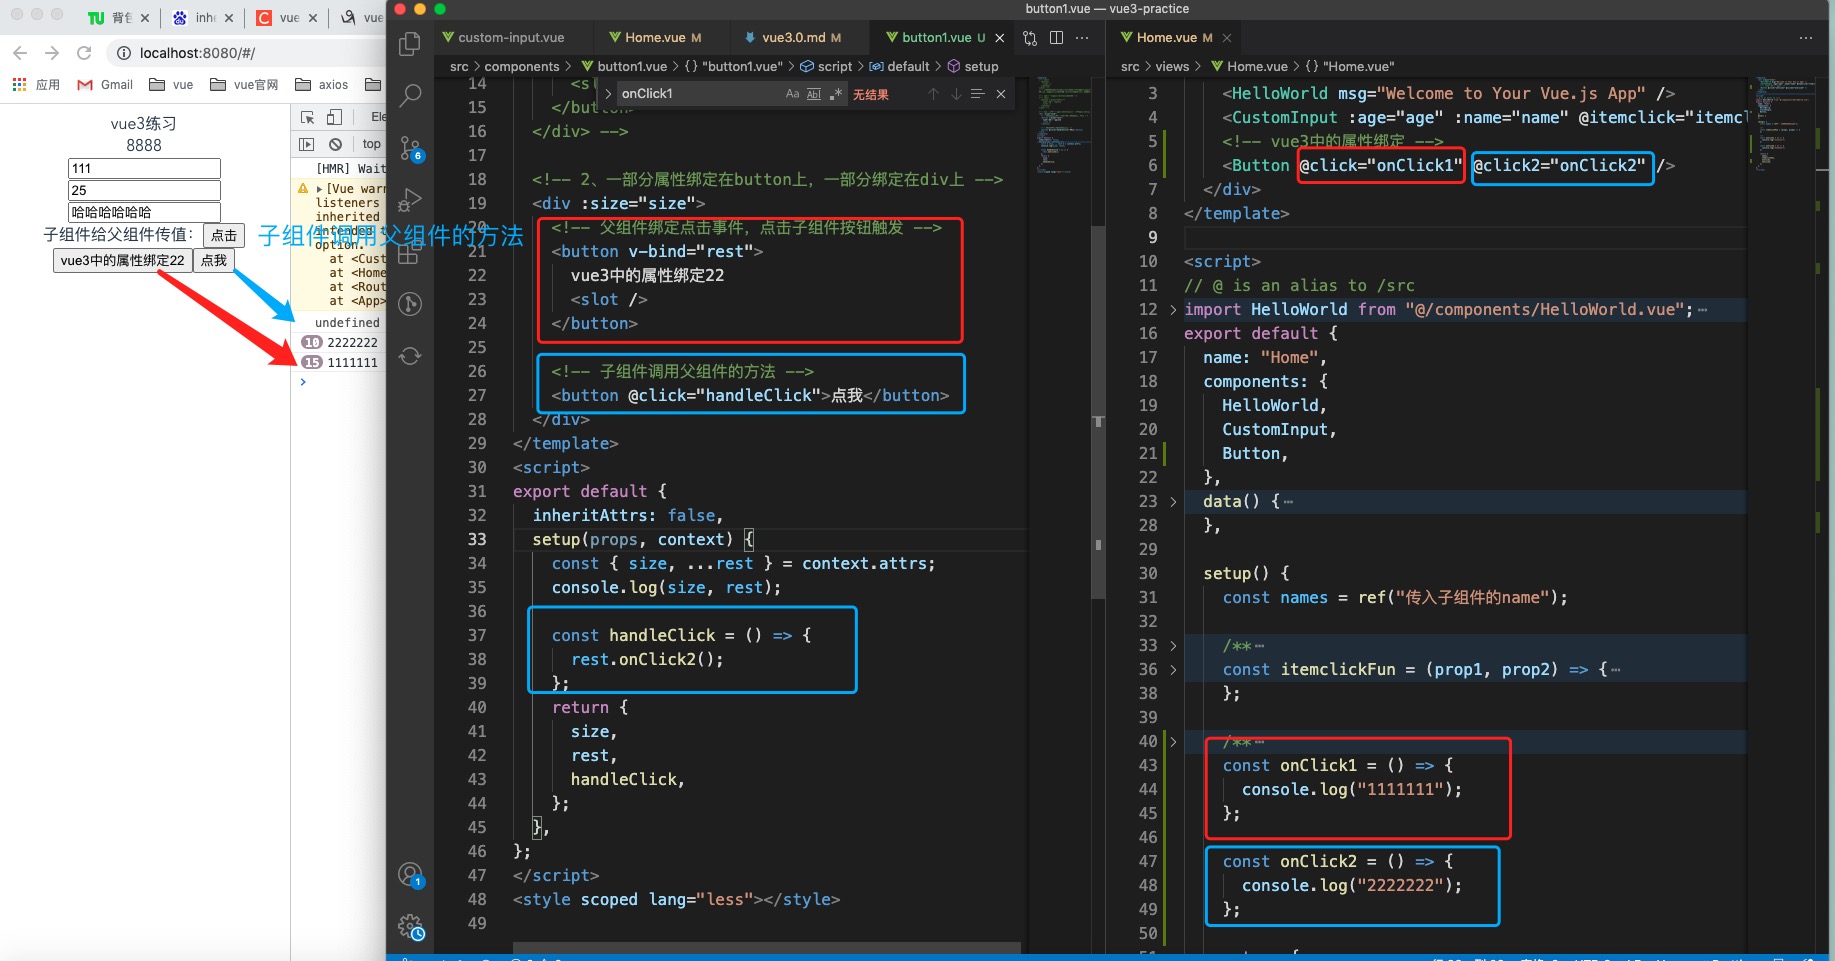 button1.vue — vue3-practice
背包
inhe
vue
vue
localhost:8080/#/
应用
Gmail
vue
vue官网
axios
vue3练习
8888
111
25
哈哈哈哈哈哈
子组件给父组件传值：
点击
vue3中的属性绑定22
点我
子组件调用父组件的方法
Ele
top
[HMR] Wait
[Vue warn
listeners
inherited
option.
at <Cust
at <Home
at <Rout
at <App>
undefined
10 2222222
15 1111111
custom-input.vue
Home.vue M
vue3.0.md M
button1.vue U
src > components > button1.vue > {} "button1.vue" > script > default > setup
onClick1
Aa
Abl
无结果
14 <sl
15 </button>
16 </div> -->
17
18 <!-- 2、一部分属性绑定在button上，一部分绑定在div上 -->
19 <div :size="size">
20 <!-- 父组件绑定点击事件，点击子组件按钮触发 -->
21 <button v-bind="rest">
22 vue3中的属性绑定22
23 <slot />
24 </button>
25
26 <!-- 子组件调用父组件的方法 -->
27 <button @click="handleClick">点我</button>
28 </div>
29 </template>
30 <script>
31 export default {
32 inheritAttrs: false,
33 setup(props, context) {
34 const { size, ...rest } = context.attrs;
35 console.log(size, rest);
36
37 const handleClick = () => {
38 rest.onClick2();
39 };
40 return {
41 size,
42 rest,
43 handleClick,
44 };
45 },
46 };
47 </script>
48 <style scoped lang="less"></style>
49
Home.vue M
src > views > Home.vue > {} "Home.vue"
3 <HelloWorld msg="Welcome to Your Vue.js App" />
4 <CustomInput :age="age" :name="name" @itemclick="itemcl
5 <!-- vue3中的属性绑定 -->
6 <Button @click="onClick1" @click2="onClick2" />
7 </div>
8 </template>
9
10 <script>
11 // @ is an alias to /src
12 import HelloWorld from "@/components/HelloWorld.vue";
16 export default {
17 name: "Home",
18 components: {
19 HelloWorld,
20 CustomInput,
21 Button,
22 },
23 data() {
28 },
29
30 setup() {
31 const names = ref("传入子组件的name");
32
33 /**
36 const itemclickFun = (prop1, prop2) => {
38 };
39
40 /**
43 const onClick1 = () => {
44 console.log("1111111");
45 };
46
47 const onClick2 = () => {
48 console.log("2222222");
49 };
50
6
1